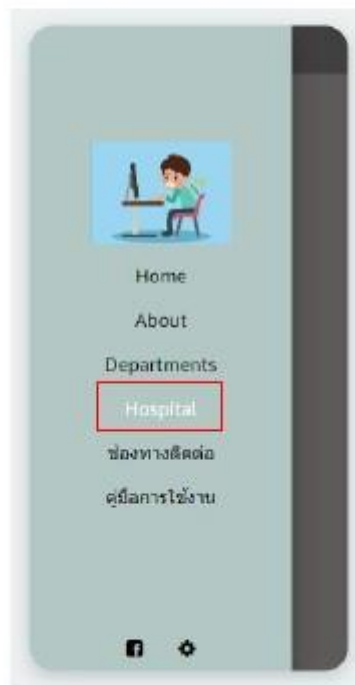 Home
About
Departments
Hospital
ช่องทางติดต่อ
คู่มือการใช้งาน